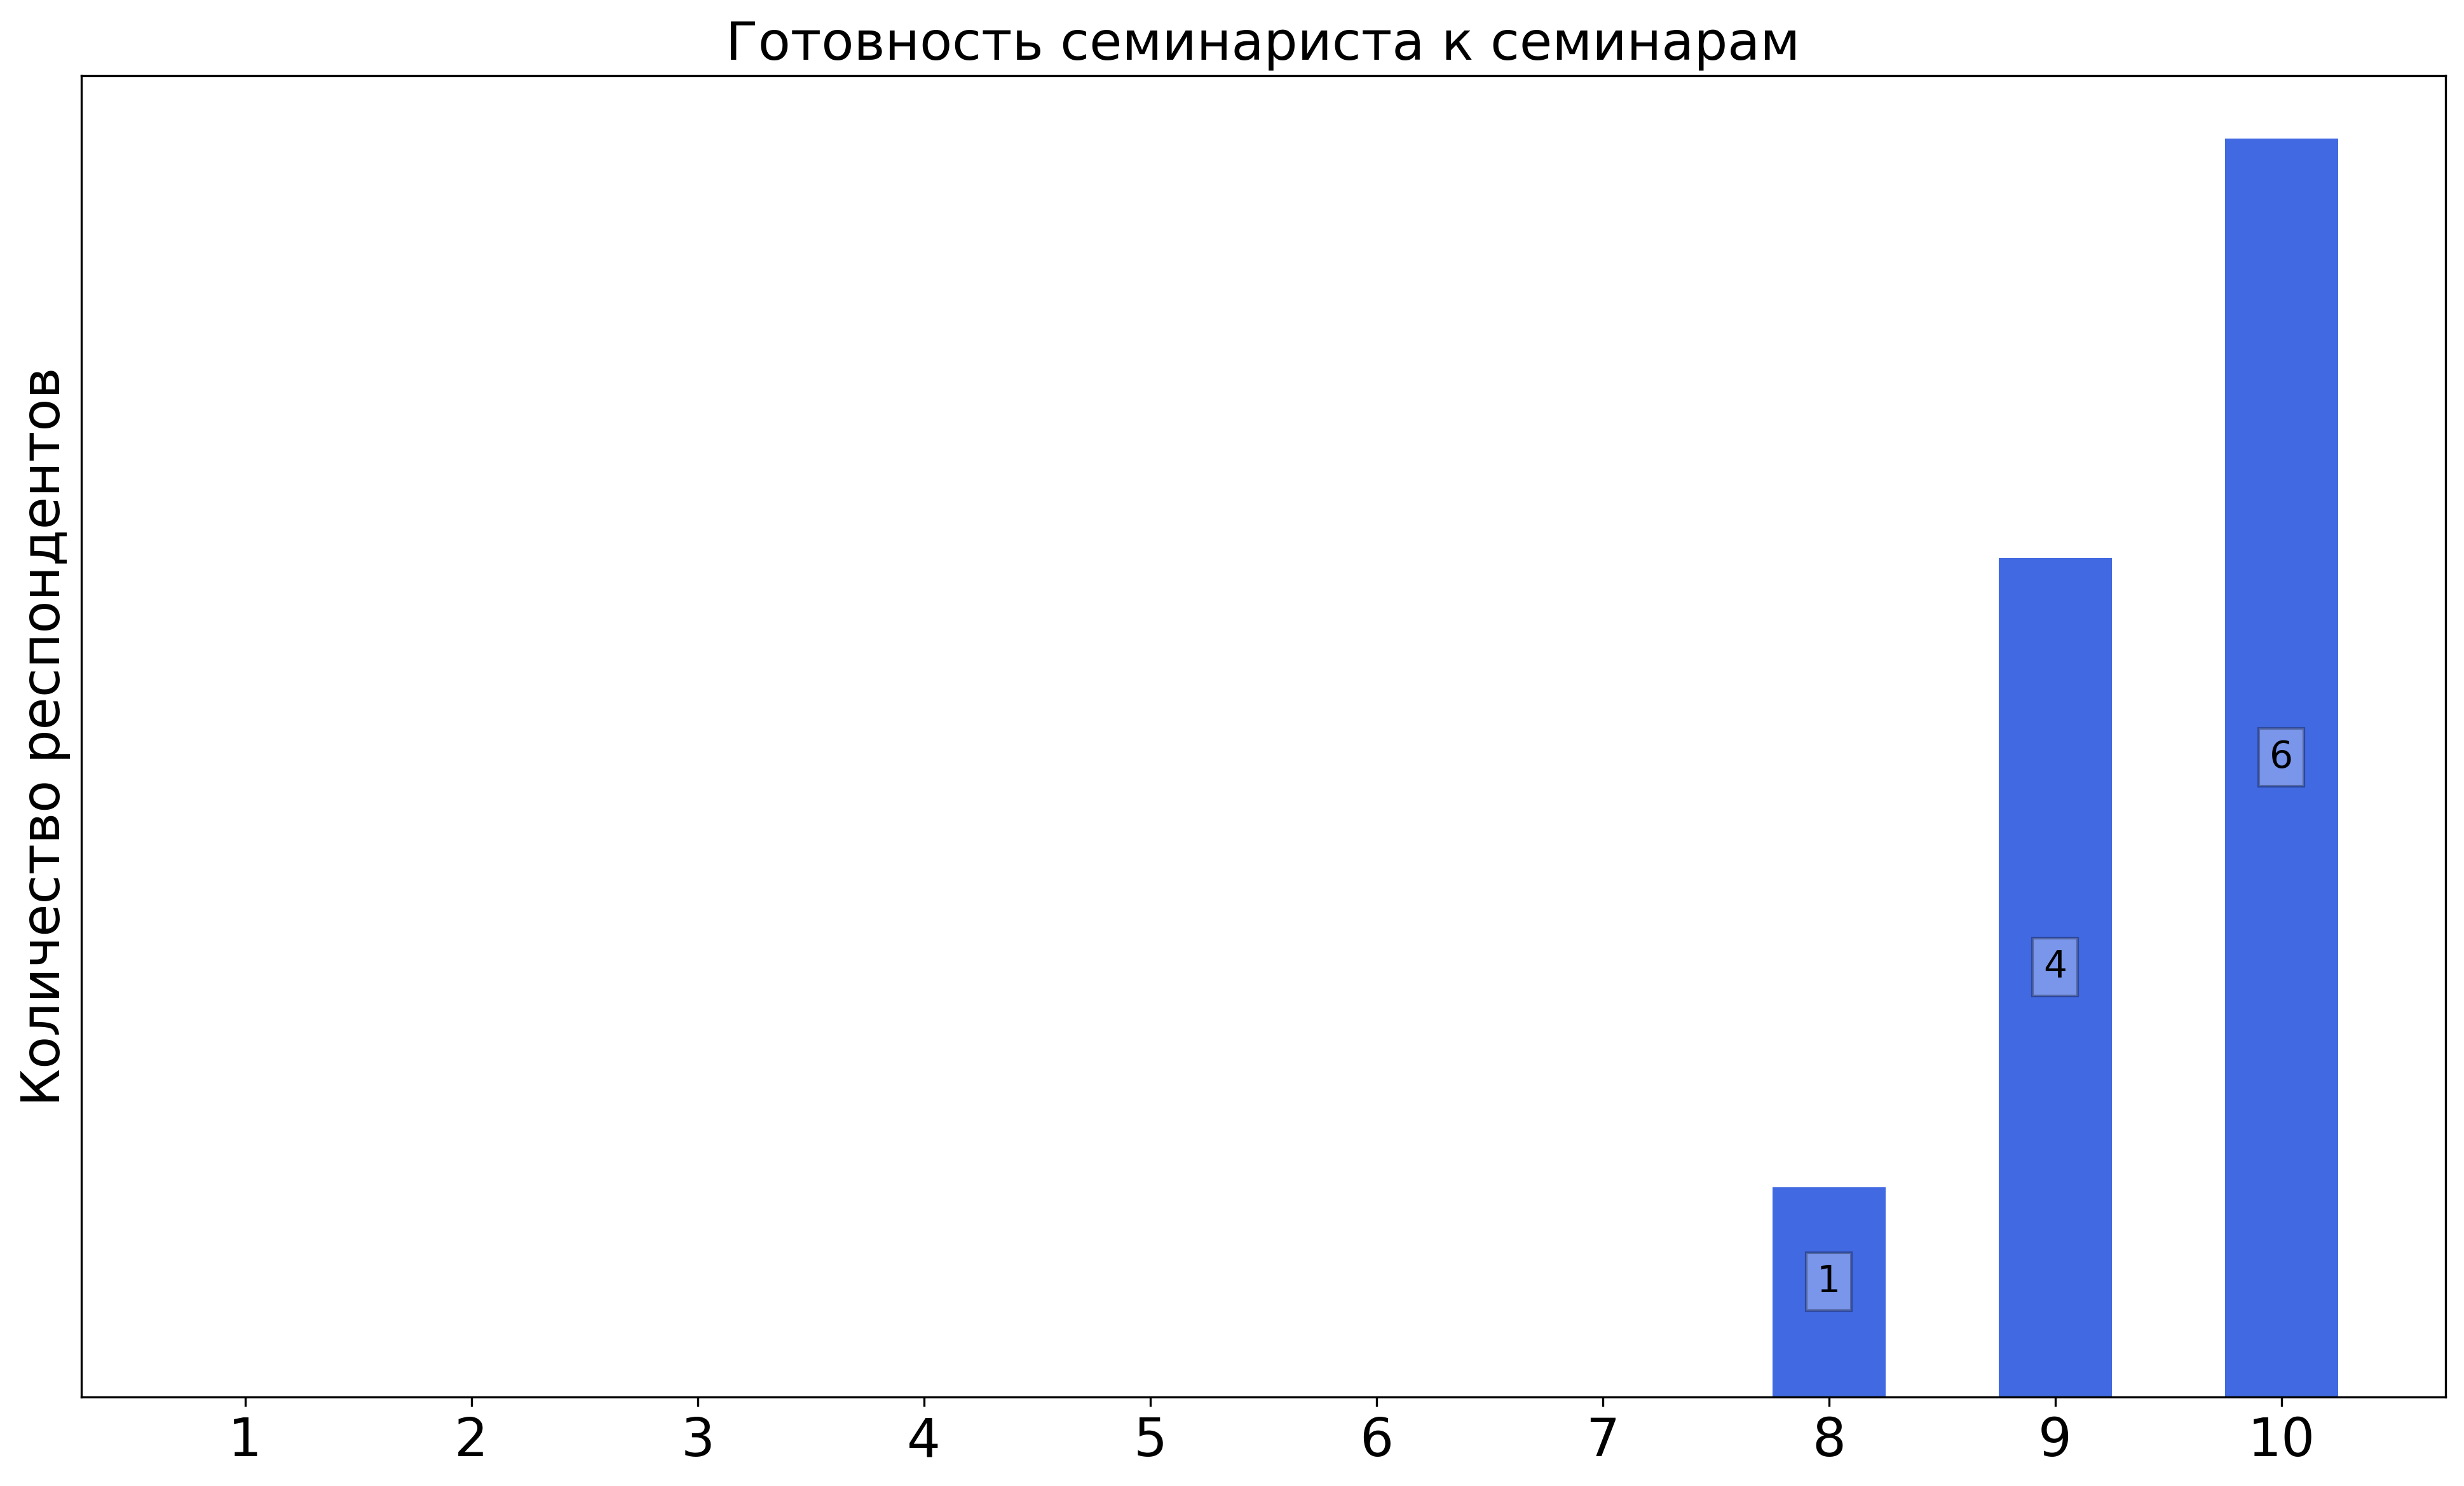 Готовность семинариста к семинарам
Количество респондентов
6
4
1
1 2 3 4 5 6 7 8 9 10